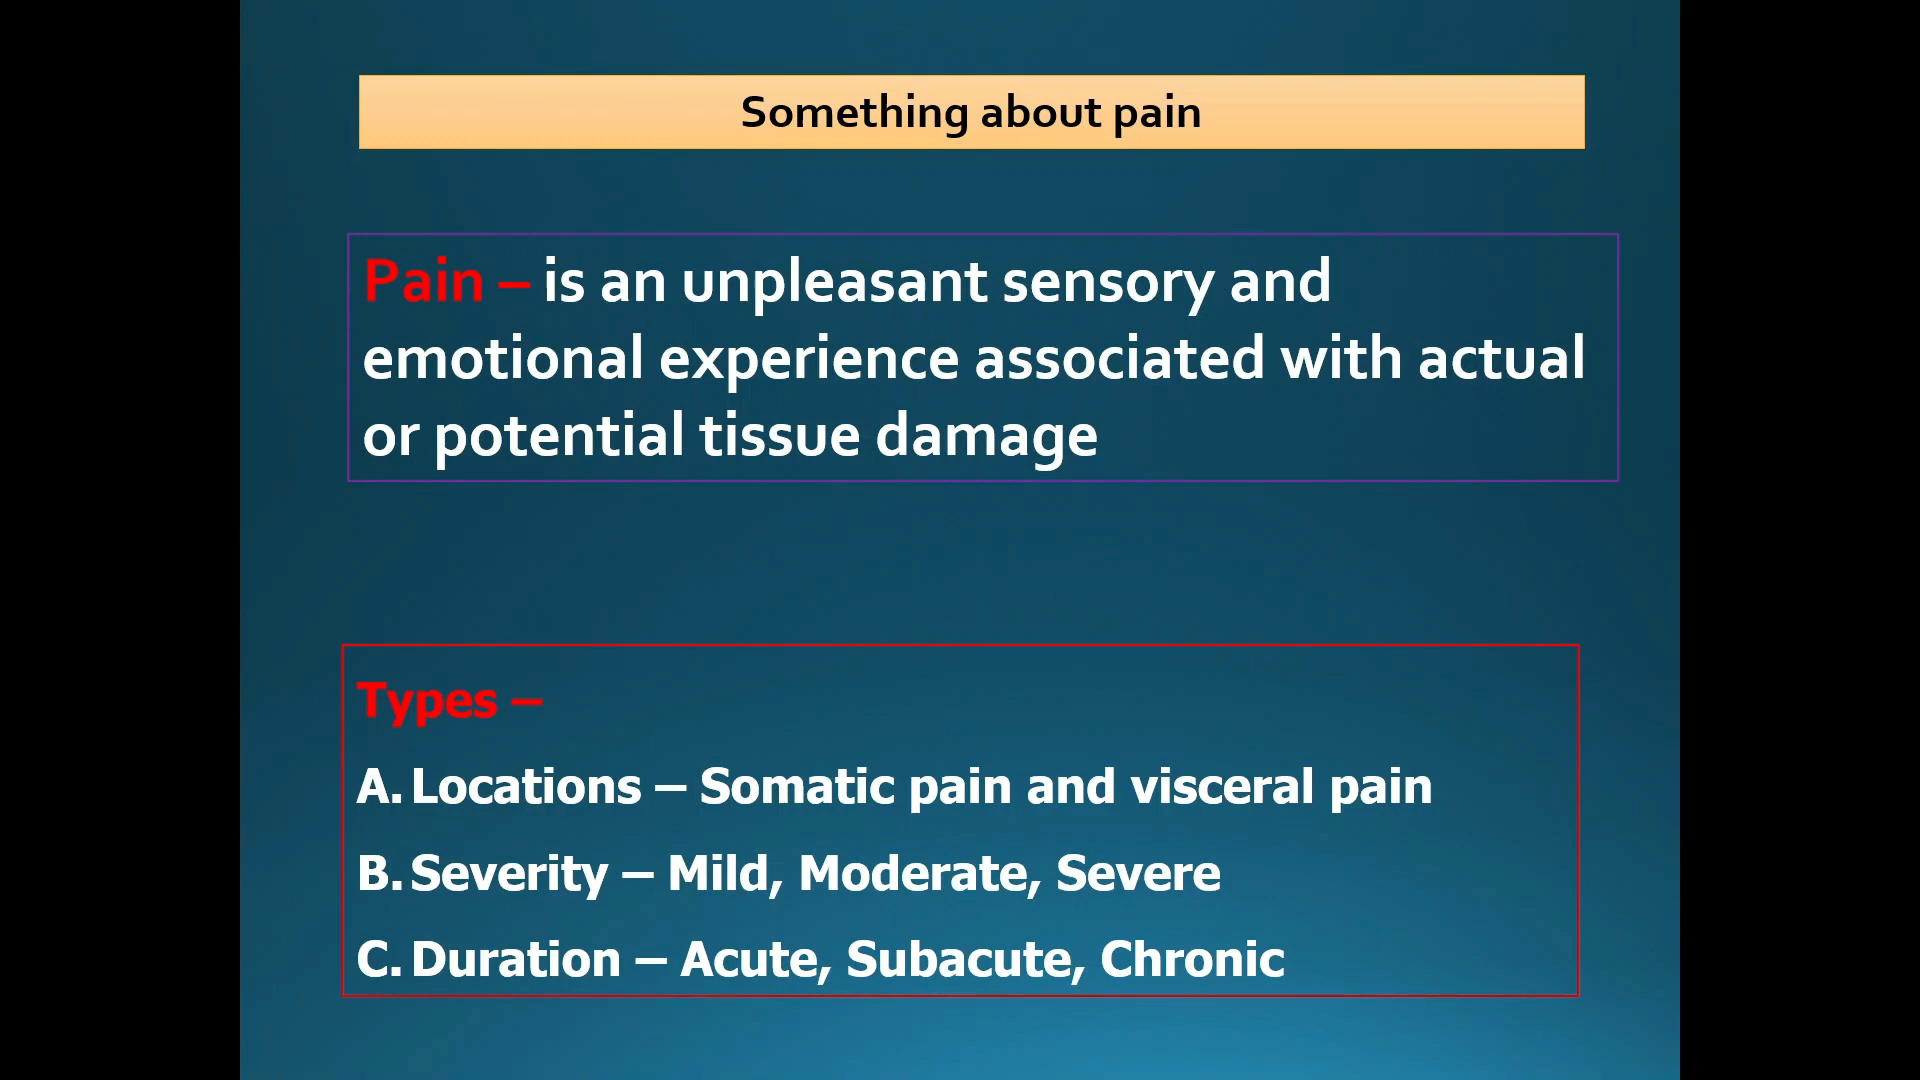 Something about pain
Pain – is an unpleasant sensory and
emotional experience associated with actual
or potential tissue damage
Types –
A. Locations – Somatic pain and visceral pain
B. Severity – Mild, Moderate, Severe
C. Duration – Acute, Subacute, Chronic